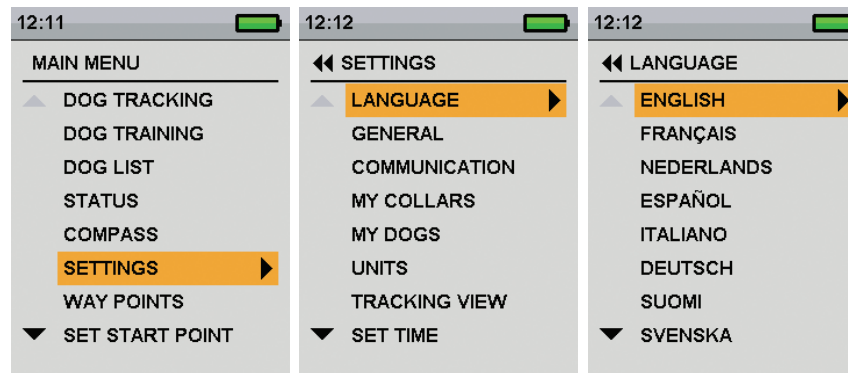 12:11
MAIN MENU
DOG TRACKING
DOG TRAINING
DOG LIST
STATUS
COMPASS
SETTINGS
WAY POINTS
SET START POINT
12:12
SETTINGS
LANGUAGE
GENERAL
COMMUNICATION
MY COLLARS
MY DOGS
UNITS
TRACKING VIEW
SET TIME
12:12
LANGUAGE
ENGLISH
FRANÇAIS
NEDERLANDS
ESPAÑOL
ITALIANO
DEUTSCH
SUOMI
SVENSKA